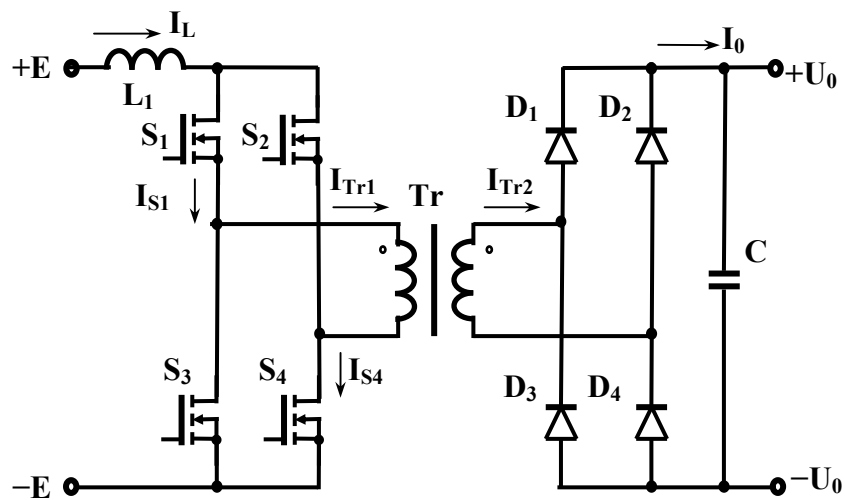 I_L
+E
L_1
S_1
S_2
I_S1
I_Tr1
Tr
I_Tr2
D_1
D_2
I_0
+U_0
C
S_3
S_4
I_S4
D_3
D_4
−E
−U_0